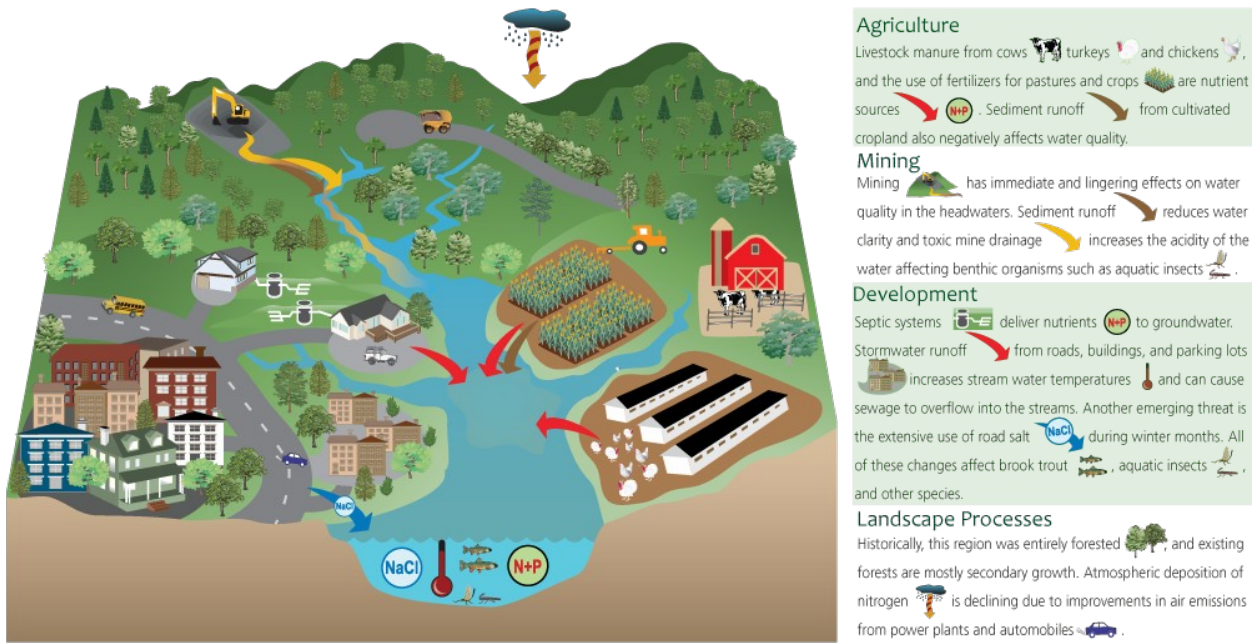 Agriculture
Livestock manure from cows turkeys and chickens ,
and the use of fertilizers for pastures and crops are nutrient
sources N+P . Sediment runoff from cultivated
cropland also negatively affects water quality.
Mining
Mining has immediate and lingering effects on water
quality in the headwaters. Sediment runoff reduces water
clarity and toxic mine drainage increases the acidity of the
water affecting benthic organisms such as aquatic insects .
Development
Septic systems deliver nutrients N+P to groundwater.
Stormwater runoff from roads, buildings, and parking lots
increases stream water temperatures and can cause
sewage to overflow into the streams. Another emerging threat is
the extensive use of road salt NaCl during winter months. All
of these changes affect brook trout , aquatic insects ,
and other species.
Landscape Processes
Historically, this region was entirely forested , and existing
forests are mostly secondary growth. Atmospheric deposition of
nitrogen is declining due to improvements in air emissions
from power plants and automobiles .
NaCl
NaCl
N+P